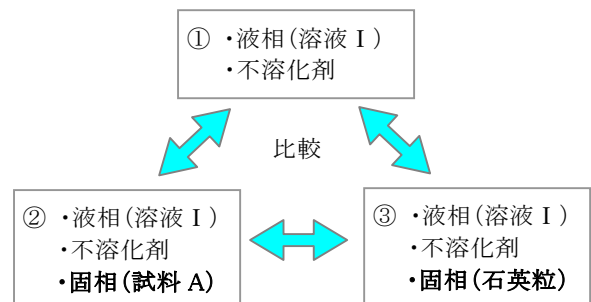 ① ・液相(溶液Ⅰ)
・不溶化剤
比較
② ・液相(溶液Ⅰ)
・不溶化剤
・固相(試料 A)
③ ・液相(溶液Ⅰ)
・不溶化剤
・固相(石英粒)